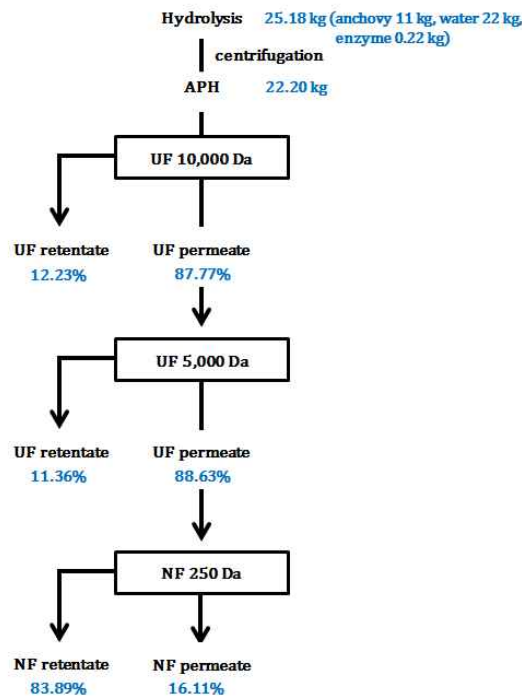 Hydrolysis 25.18 kg (anchovy 11 kg, water 22 kg,
enzyme 0.22 kg)
centrifugation
APH 22.20 kg
UF 10,000 Da
UF retentate UF permeate
12.23% 87.77%
UF 5,000 Da
UF retentate UF permeate
11.36% 88.63%
NF 250 Da
NF retentate NF permeate
83.89% 16.11%